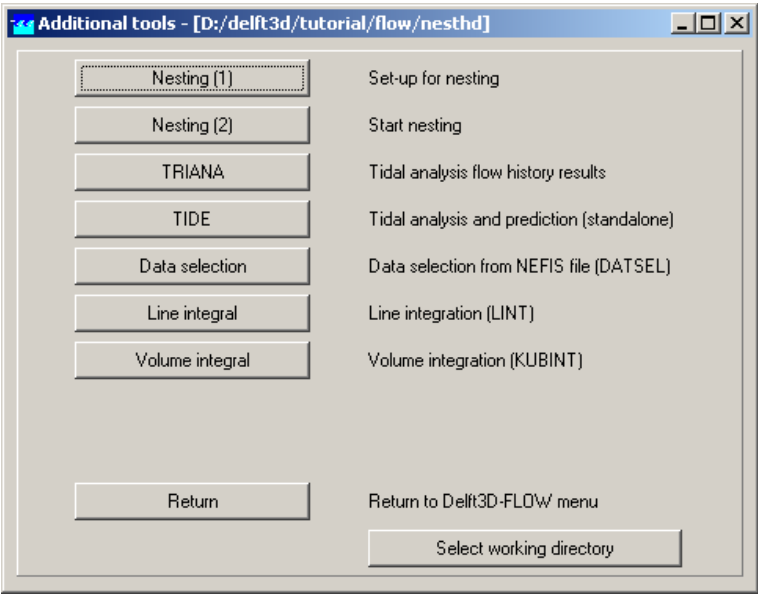 Additional tools - [D:/delft3d/tutorial/flow/nesthd]
Nesting (1) Set-up for nesting
Nesting (2) Start nesting
TRIANA Tidal analysis flow history results
TIDE Tidal analysis and prediction (standalone)
Data selection Data selection from NEFIS file (DATSEL)
Line integral Line integration (LINT)
Volume integral Volume integration (KUBINT)
Return Return to Delft3D-FLOW menu
Select working directory